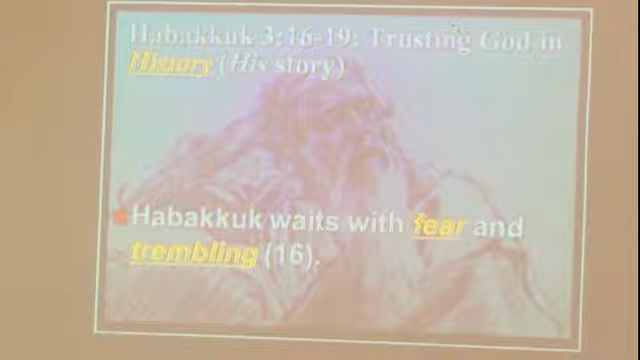 Habakkuk 3:16-19: Trusting God in
History (His story)
Habakkuk waits with fear and
trembling (16).